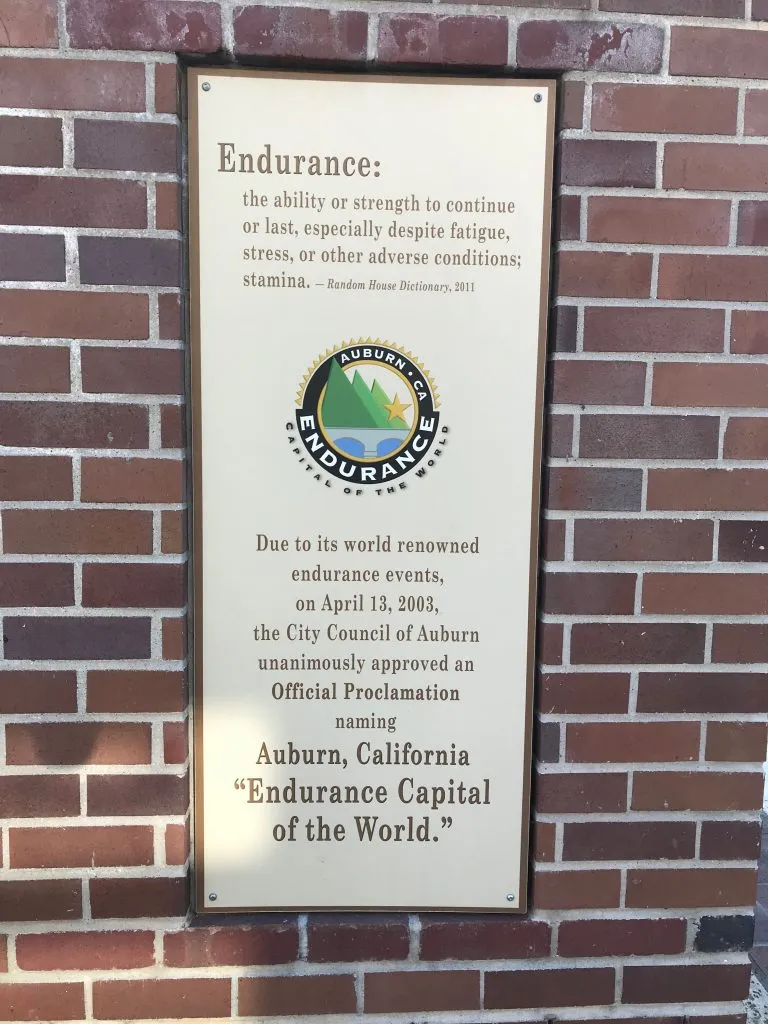 Endurance:
the ability or strength to continue
or last, especially despite fatigue,
stress, or other adverse conditions;
stamina. — Random House Dictionary, 2011
AUBURN • CA
ENDURANCE
CAPITAL OF THE WORLD
Due to its world renowned
endurance events,
on April 13, 2003,
the City Council of Auburn
unanimously approved an
Official Proclamation
naming
Auburn, California
“Endurance Capital
of the World.”